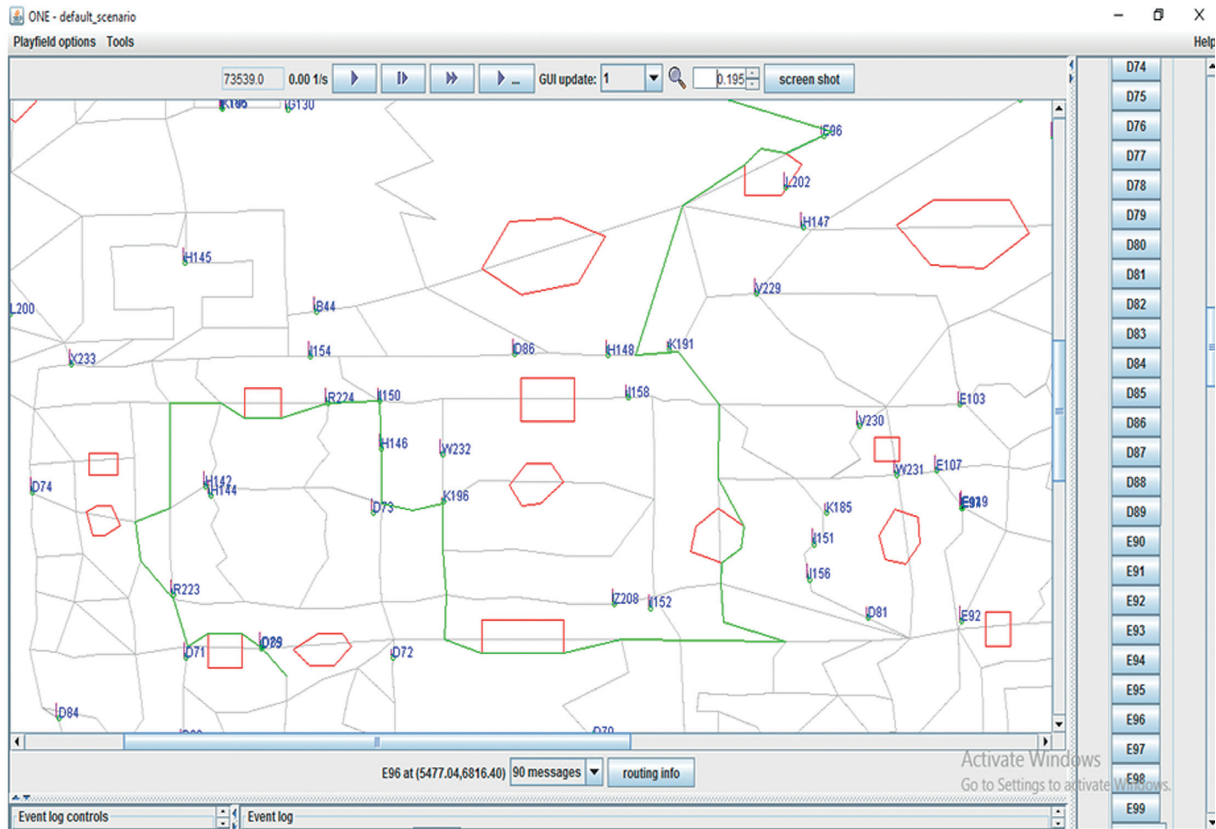 ONE - default_scenario
Playfield options Tools Help
73539.0 0.00 1/s ... GUI update: 1 0.195 screen shot
G130
E96
L202
H147
H145
V229
L200
B44
X233
I154
D86
H148
K191
R224
I150
I158
E103
V230
H146
W232
W231
E107
H142
H144
D74
K196
D73
K185
I151
I156
R223
Z208
I152
D81
E92
D71
D72
D84
D70
D74
D75
D76
D77
D78
D79
D80
D81
D82
D83
D84
D85
D86
D87
D88
D89
E90
E91
E92
E93
E94
E95
E96
E97
E98
E99
E96 at (5477.04,6816.40) 90 messages routing info
Activate Windows
Go to Settings to activate Windows.
Event log controls Event log